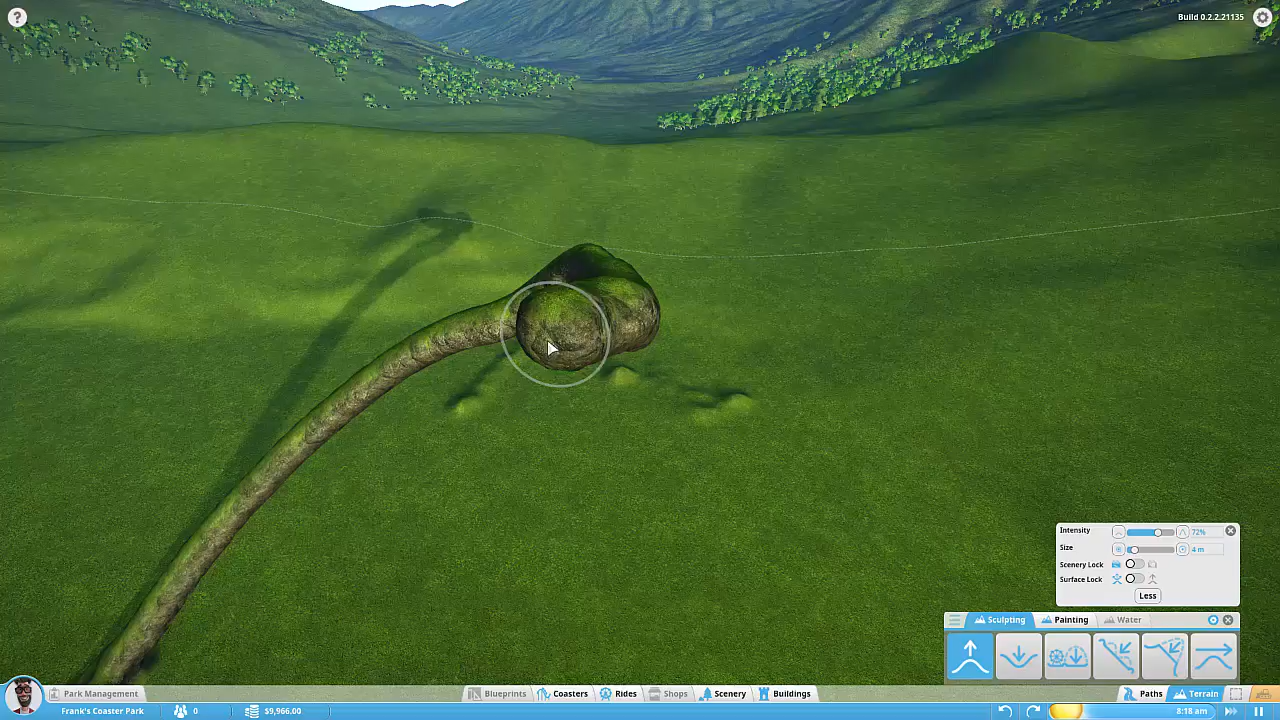 ?
Build 0.2.2.21135
Intensity 72%
Size 4 m
Scenery Lock
Surface Lock
Less
Sculpting Painting Water
Park Management Blueprints Coasters Rides Shops Scenery Buildings Paths Terrain
Frank's Coaster Park 0 $9,966.00 8:18 am